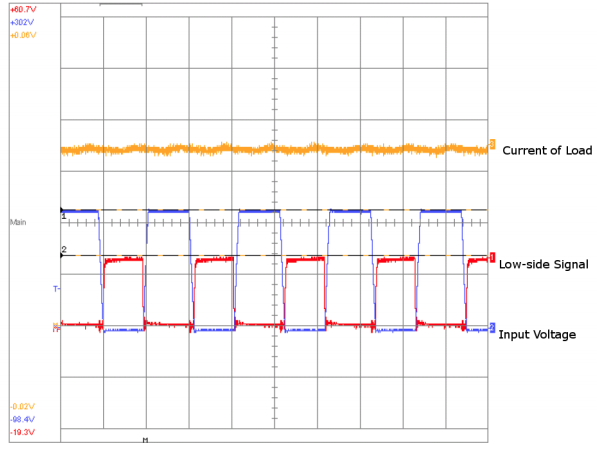 +60.7V
+302V
+0.06V
Current of Load
1
Main
2
Low-side Signal
T-
Input Voltage
-0.02V
-98.4V
-19.3V
M